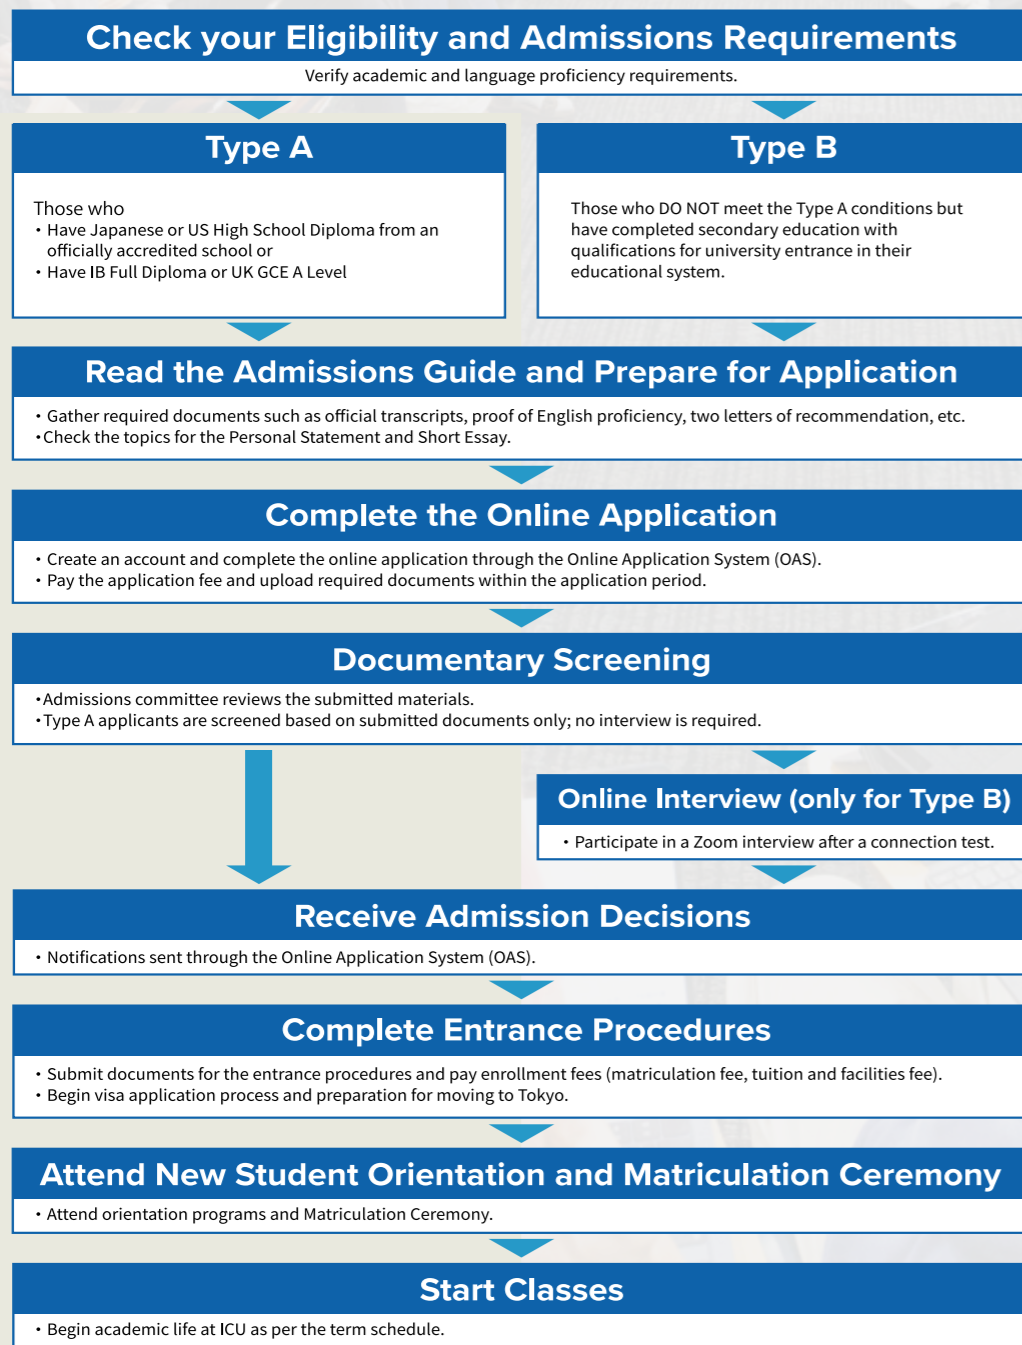 Check your Eligibility and Admissions Requirements
Verify academic and language proficiency requirements.
Type A
Those who
・Have Japanese or US High School Diploma from an
officially accredited school or
・Have IB Full Diploma or UK GCE A Level
Type B
Those who DO NOT meet the Type A conditions but
have completed secondary education with
qualifications for university entrance in their
educational system.
Read the Admissions Guide and Prepare for Application
・Gather required documents such as official transcripts, proof of English proficiency, two letters of recommendation, etc.
・Check the topics for the Personal Statement and Short Essay.
Complete the Online Application
・Create an account and complete the online application through the Online Application System (OAS).
・Pay the application fee and upload required documents within the application period.
Documentary Screening
・Admissions committee reviews the submitted materials.
・Type A applicants are screened based on submitted documents only; no interview is required.
Online Interview (only for Type B)
・Participate in a Zoom interview after a connection test.
Receive Admission Decisions
・Notifications sent through the Online Application System (OAS).
Complete Entrance Procedures
・Submit documents for the entrance procedures and pay enrollment fees (matriculation fee, tuition and facilities fee).
・Begin visa application process and preparation for moving to Tokyo.
Attend New Student Orientation and Matriculation Ceremony
・Attend orientation programs and Matriculation Ceremony.
Start Classes
・Begin academic life at ICU as per the term schedule.